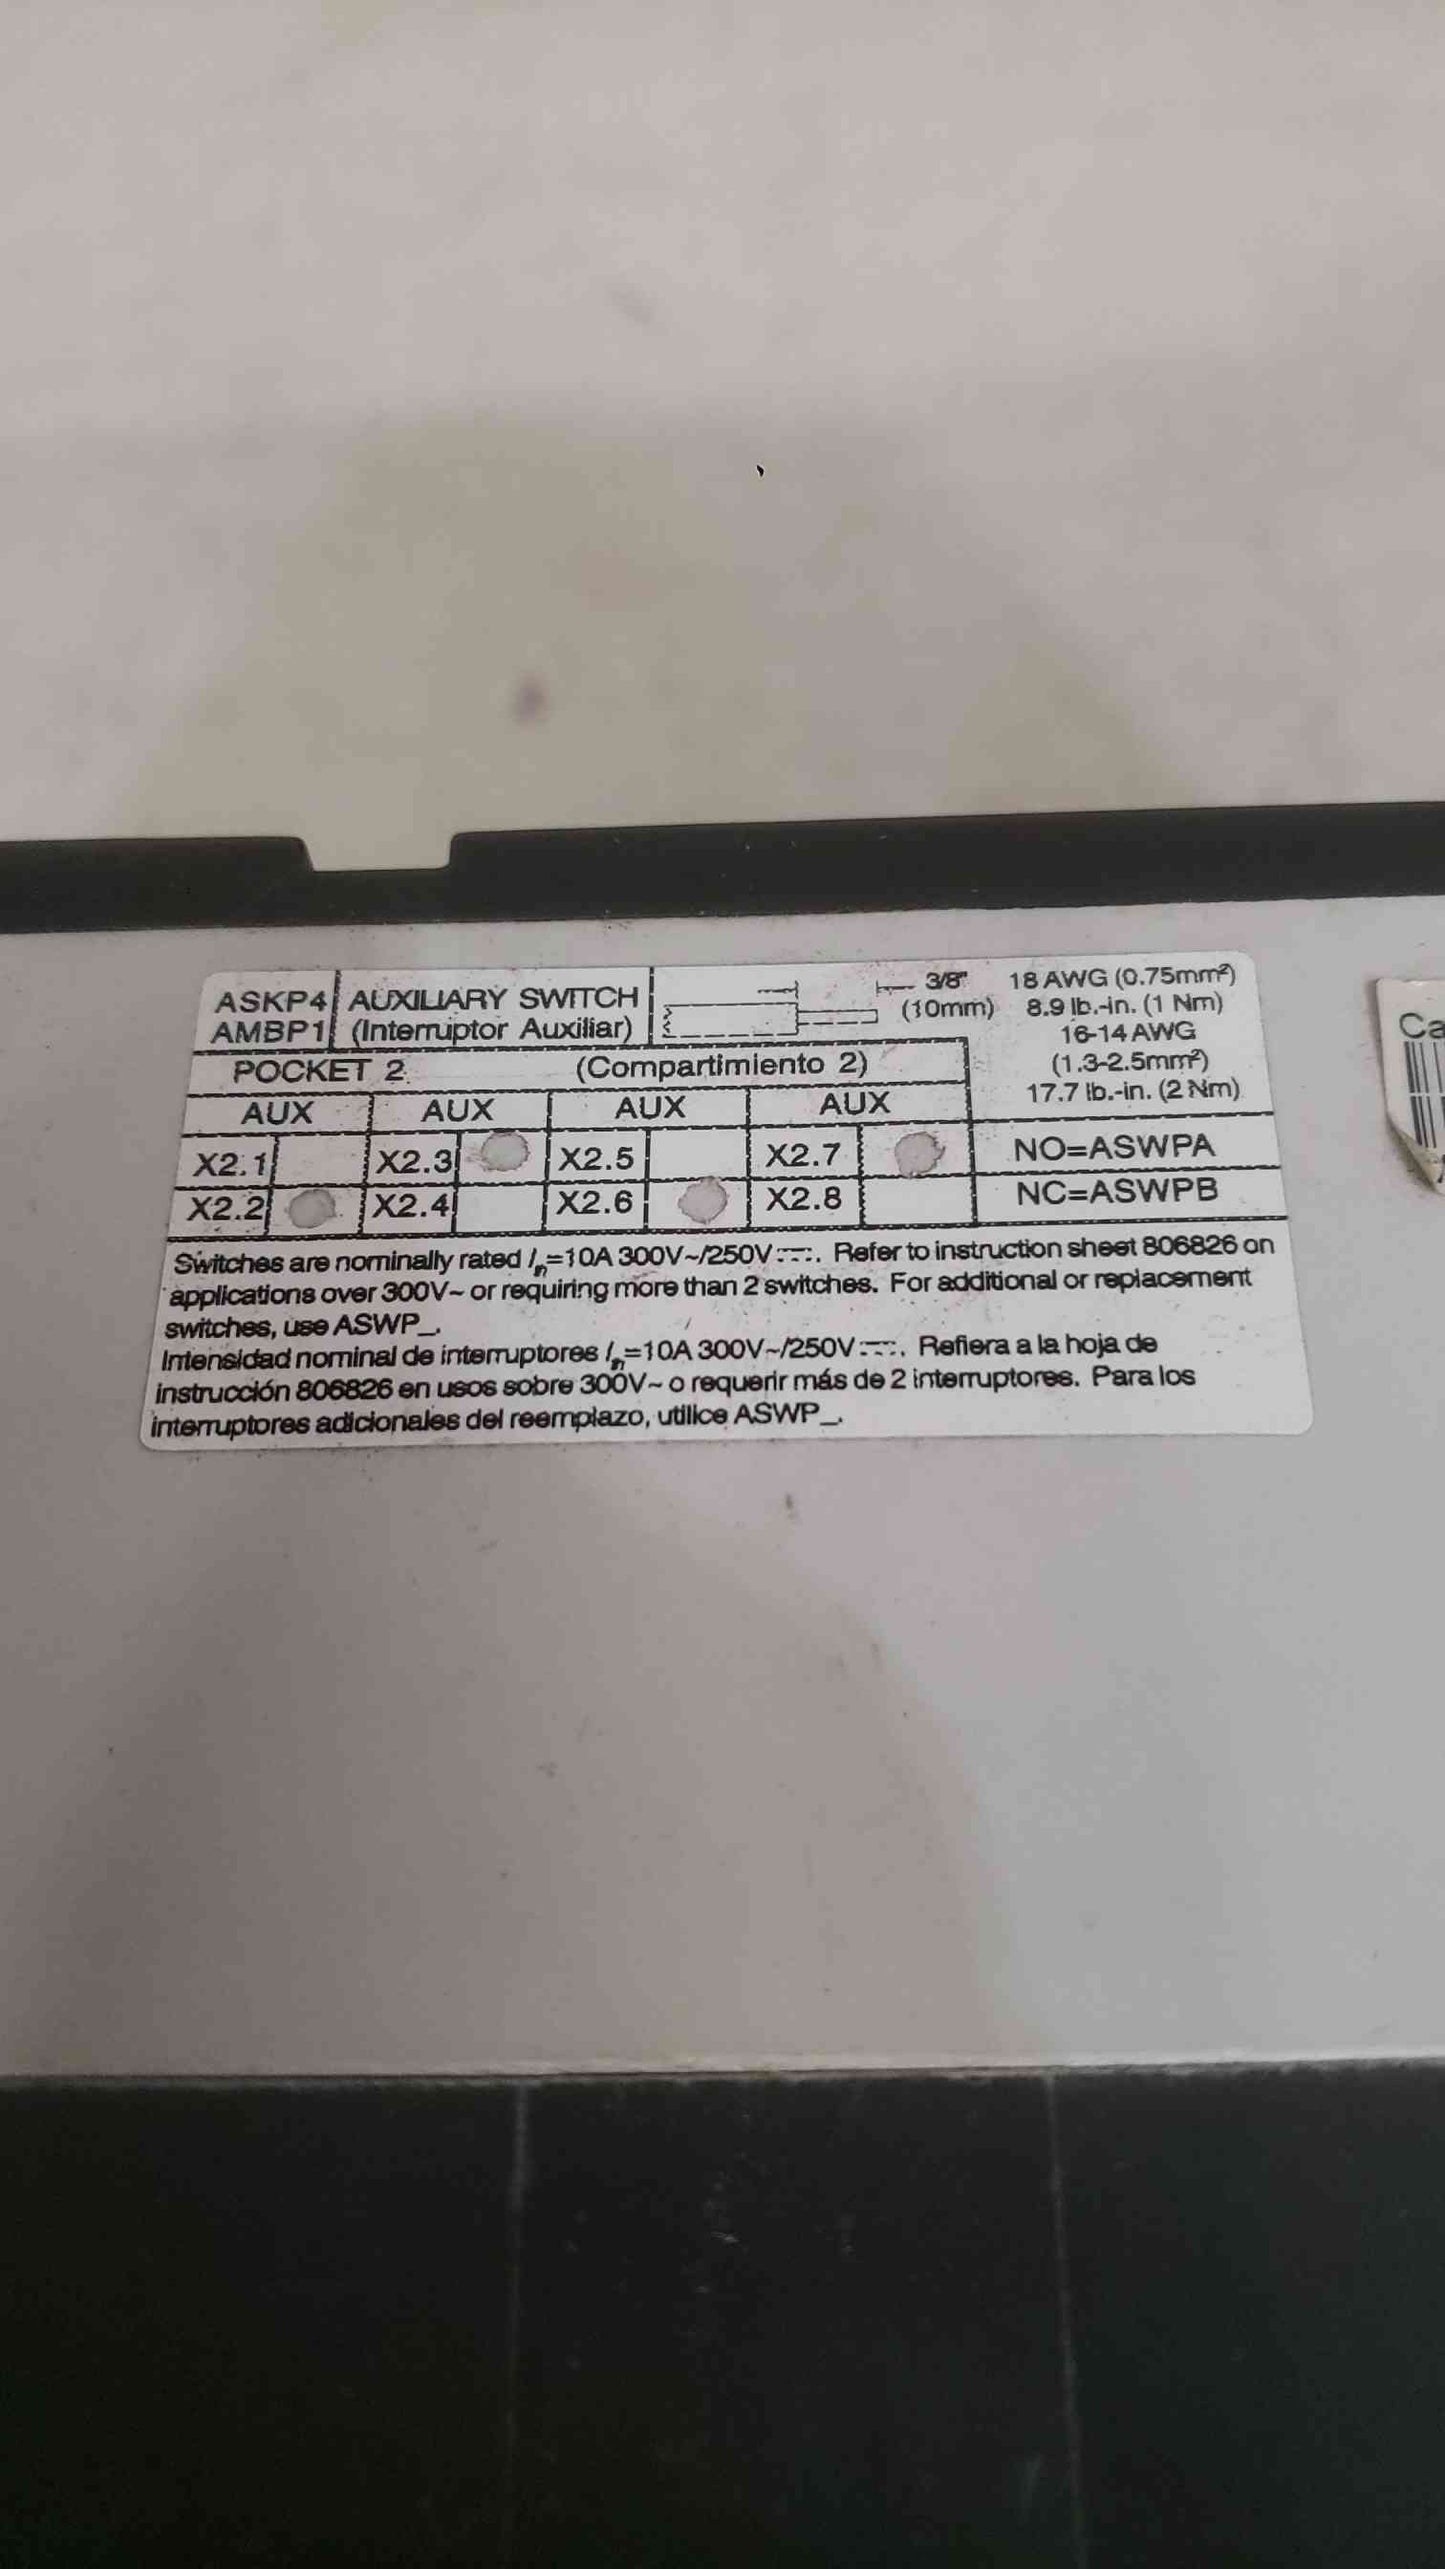 ASKP4 AUXILIARY SWITCH
AMBP1 (Interruptor Auxiliar)
3/8"
(10mm)
18 AWG (0.75mm²)
8.9 lb.-in. (1 Nm)
16-14 AWG
(1.3-2.5mm²)
17.7 lb.-in. (2 Nm)
POCKET 2 (Compartimiento 2)
AUX AUX AUX AUX
X2.1 X2.3 X2.5 X2.7 NO=ASWPA
X2.2 X2.4 X2.6 X2.8 NC=ASWPB
Switches are nominally rated Iₙ=10A 300V~/250V⎓. Refer to instruction sheet 806826 on
applications over 300V~ or requiring more than 2 switches. For additional or replacement
switches, use ASWP_.
Intensidad nominal de interruptores Iₙ=10A 300V~/250V⎓. Refiera a la hoja de
instrucción 806826 en usos sobre 300V~ o requerir más de 2 interruptores. Para los
interruptores adicionales del reemplazo, utilice ASWP_.
Ca